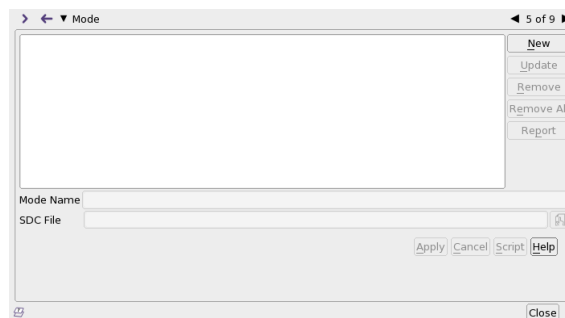 Mode
5 of 9
New
Update
Remove
Remove Al
Report
Mode Name
SDC File
Apply Cancel Script Help
Close